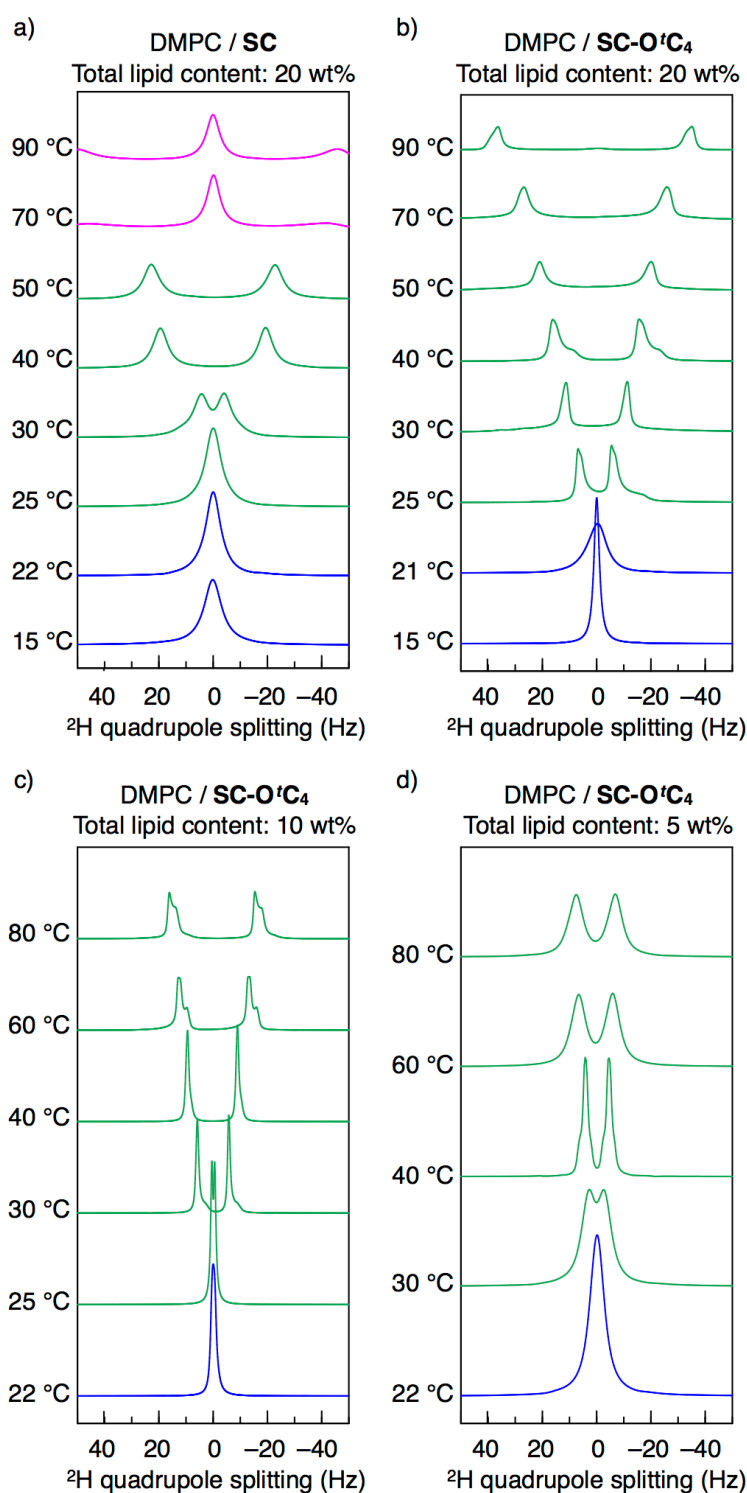 a)
DMPC / SC
Total lipid content: 20 wt%
90 °C
70 °C
50 °C
40 °C
30 °C
25 °C
22 °C
15 °C
40 20 0 –20 –40
²H quadrupole splitting (Hz)
b)
DMPC / SC-OᵗC₄
Total lipid content: 20 wt%
90 °C
70 °C
50 °C
40 °C
30 °C
25 °C
21 °C
15 °C
40 20 0 –20 –40
²H quadrupole splitting (Hz)
c)
DMPC / SC-OᵗC₄
Total lipid content: 10 wt%
80 °C
60 °C
40 °C
30 °C
25 °C
22 °C
40 20 0 –20 –40
²H quadrupole splitting (Hz)
d)
DMPC / SC-OᵗC₄
Total lipid content: 5 wt%
80 °C
60 °C
40 °C
30 °C
22 °C
40 20 0 –20 –40
²H quadrupole splitting (Hz)